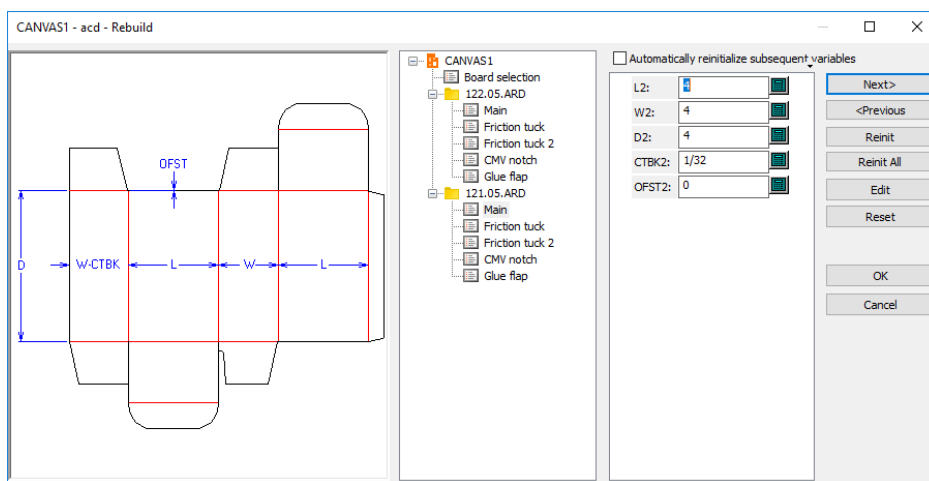 CANVAS1 - acd - Rebuild
OFST
D
W-CTBK
L
W
L
CANVAS1
Board selection
122.05.ARD
Main
Friction tuck
Friction tuck 2
CMV notch
Glue flap
121.05.ARD
Main
Friction tuck
Friction tuck 2
CMV notch
Glue flap
Automatically reinitialize subsequent variables
L2: 4
W2: 4
D2: 4
CTBK2: 1/32
OFST2: 0
Next>
<Previous
Reinit
Reinit All
Edit
Reset
OK
Cancel